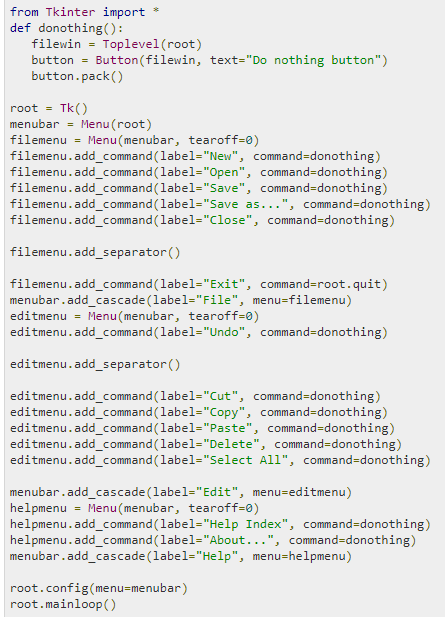 from Tkinter import *
def donothing():
   filewin = Toplevel(root)
   button = Button(filewin, text="Do nothing button")
   button.pack()

root = Tk()
menubar = Menu(root)
filemenu = Menu(menubar, tearoff=0)
filemenu.add_command(label="New", command=donothing)
filemenu.add_command(label="Open", command=donothing)
filemenu.add_command(label="Save", command=donothing)
filemenu.add_command(label="Save as...", command=donothing)
filemenu.add_command(label="Close", command=donothing)

filemenu.add_separator()

filemenu.add_command(label="Exit", command=root.quit)
menubar.add_cascade(label="File", menu=filemenu)
editmenu = Menu(menubar, tearoff=0)
editmenu.add_command(label="Undo", command=donothing)

editmenu.add_separator()

editmenu.add_command(label="Cut", command=donothing)
editmenu.add_command(label="Copy", command=donothing)
editmenu.add_command(label="Paste", command=donothing)
editmenu.add_command(label="Delete", command=donothing)
editmenu.add_command(label="Select All", command=donothing)

menubar.add_cascade(label="Edit", menu=editmenu)
helpmenu = Menu(menubar, tearoff=0)
helpmenu.add_command(label="Help Index", command=donothing)
helpmenu.add_command(label="About...", command=donothing)
menubar.add_cascade(label="Help", menu=helpmenu)

root.config(menu=menubar)
root.mainloop()